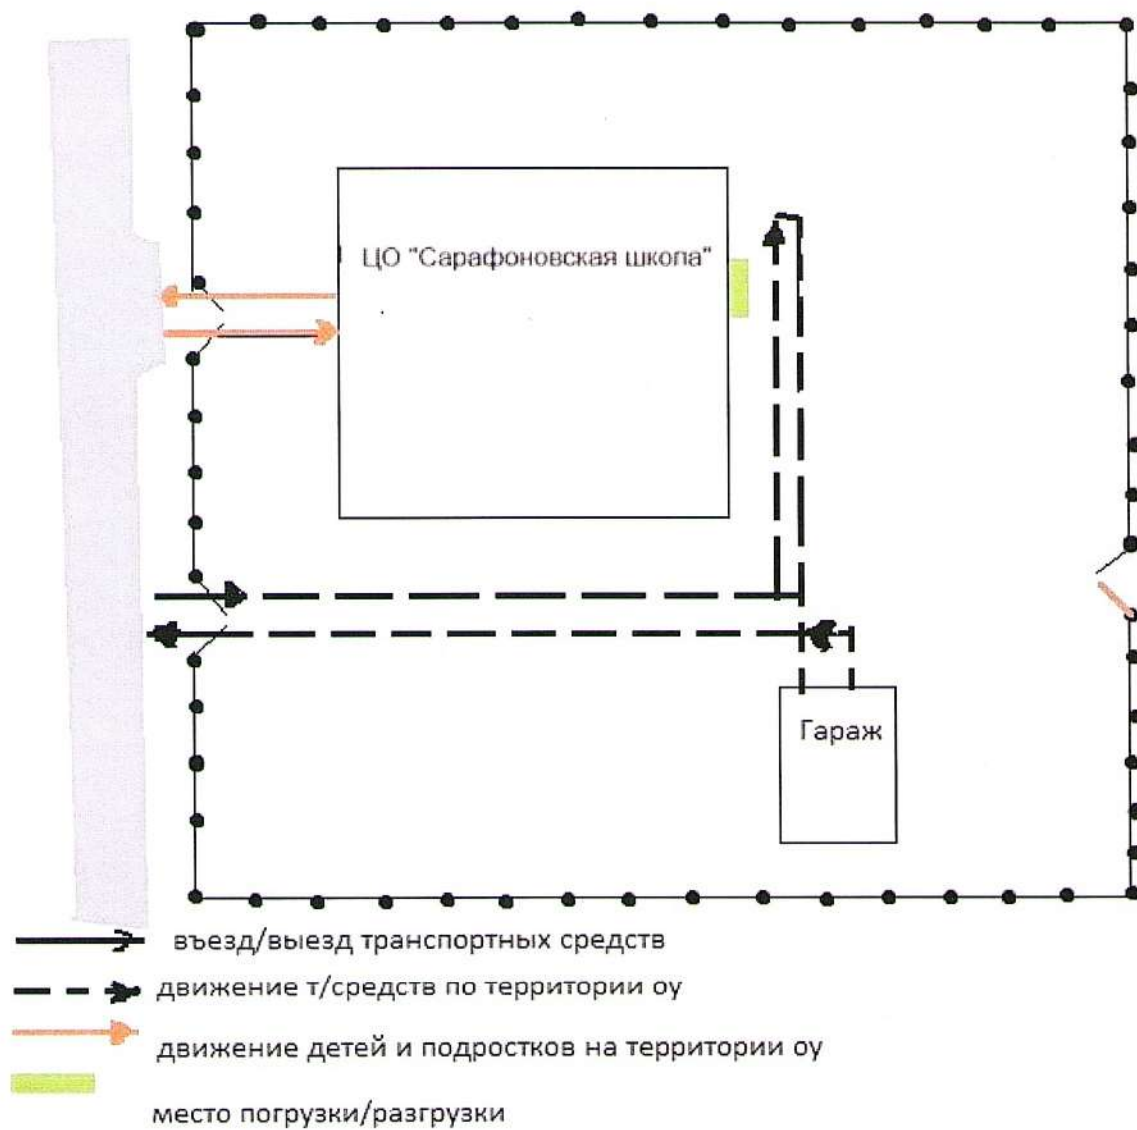 ЦО "Сарафоновская школа"
Гараж
въезд/выезд транспортных средств
движение т/средств по территории оу
движение детей и подростков на территории оу
место погрузки/разгрузки